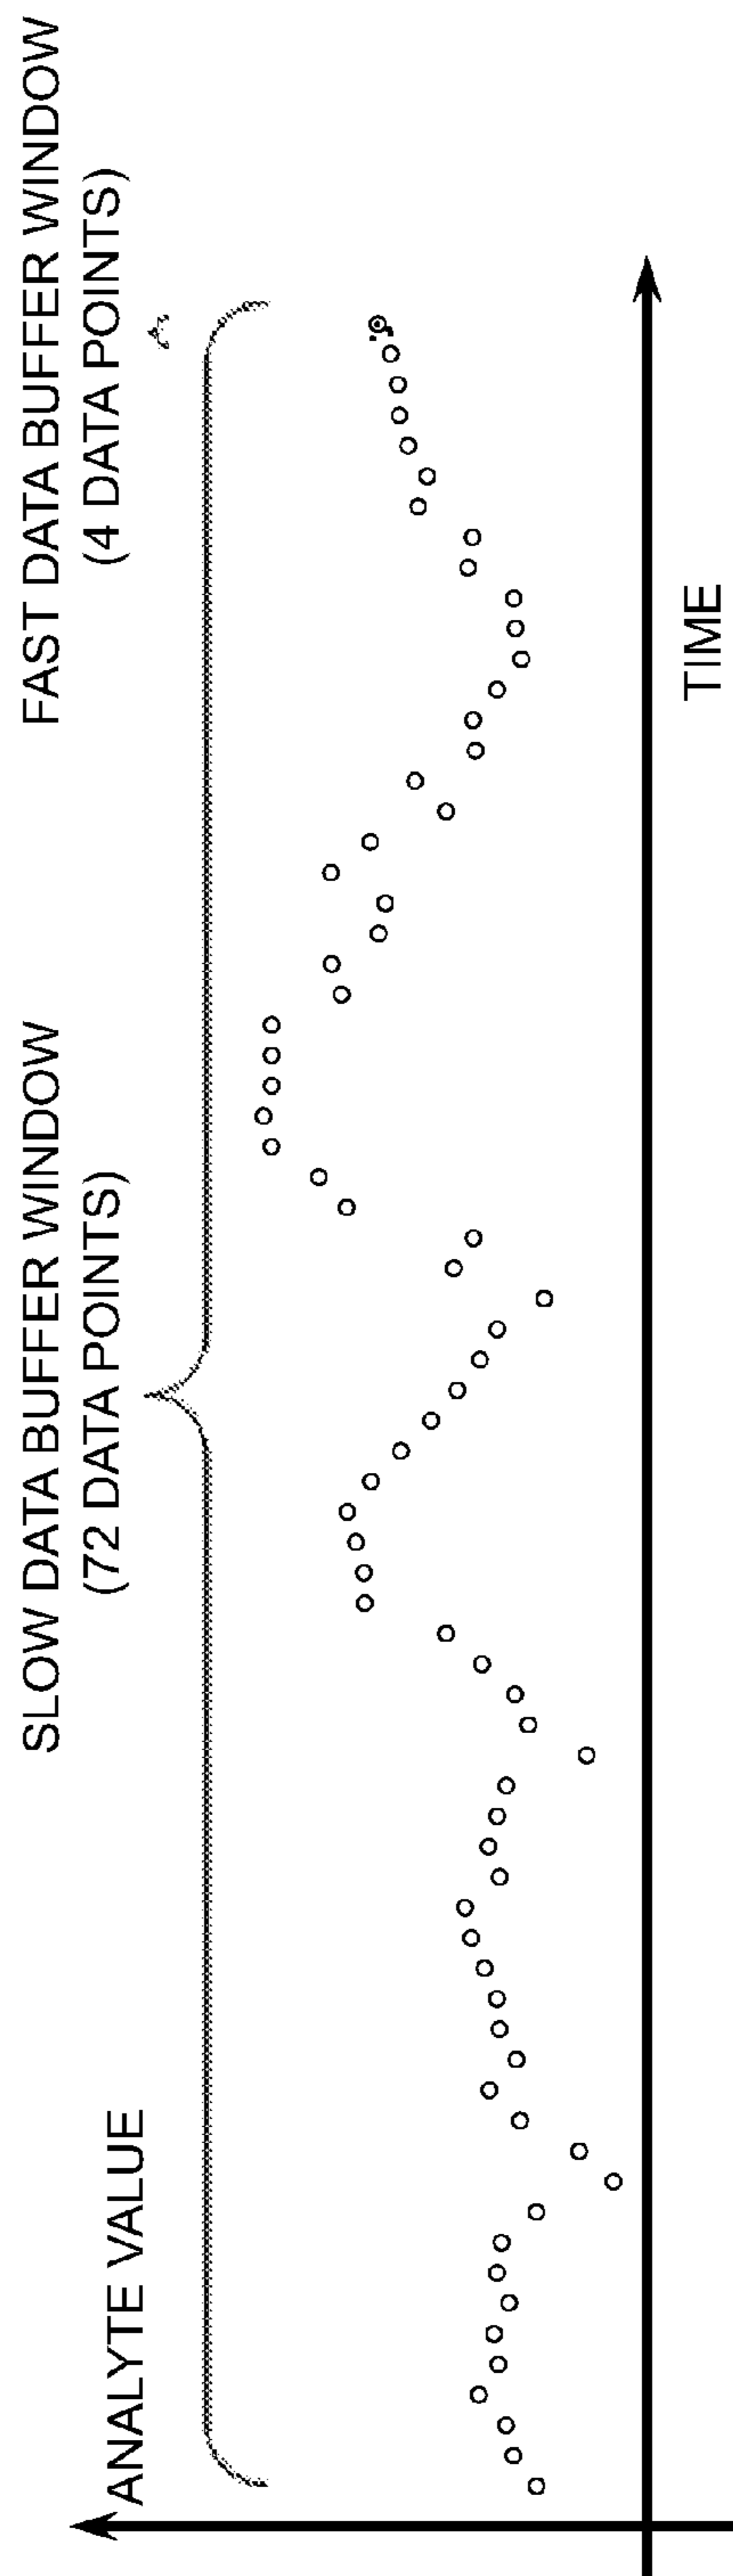 ANALYTE VALUE
SLOW DATA BUFFER WINDOW
(72 DATA POINTS)
FAST DATA BUFFER WINDOW
(4 DATA POINTS)
TIME